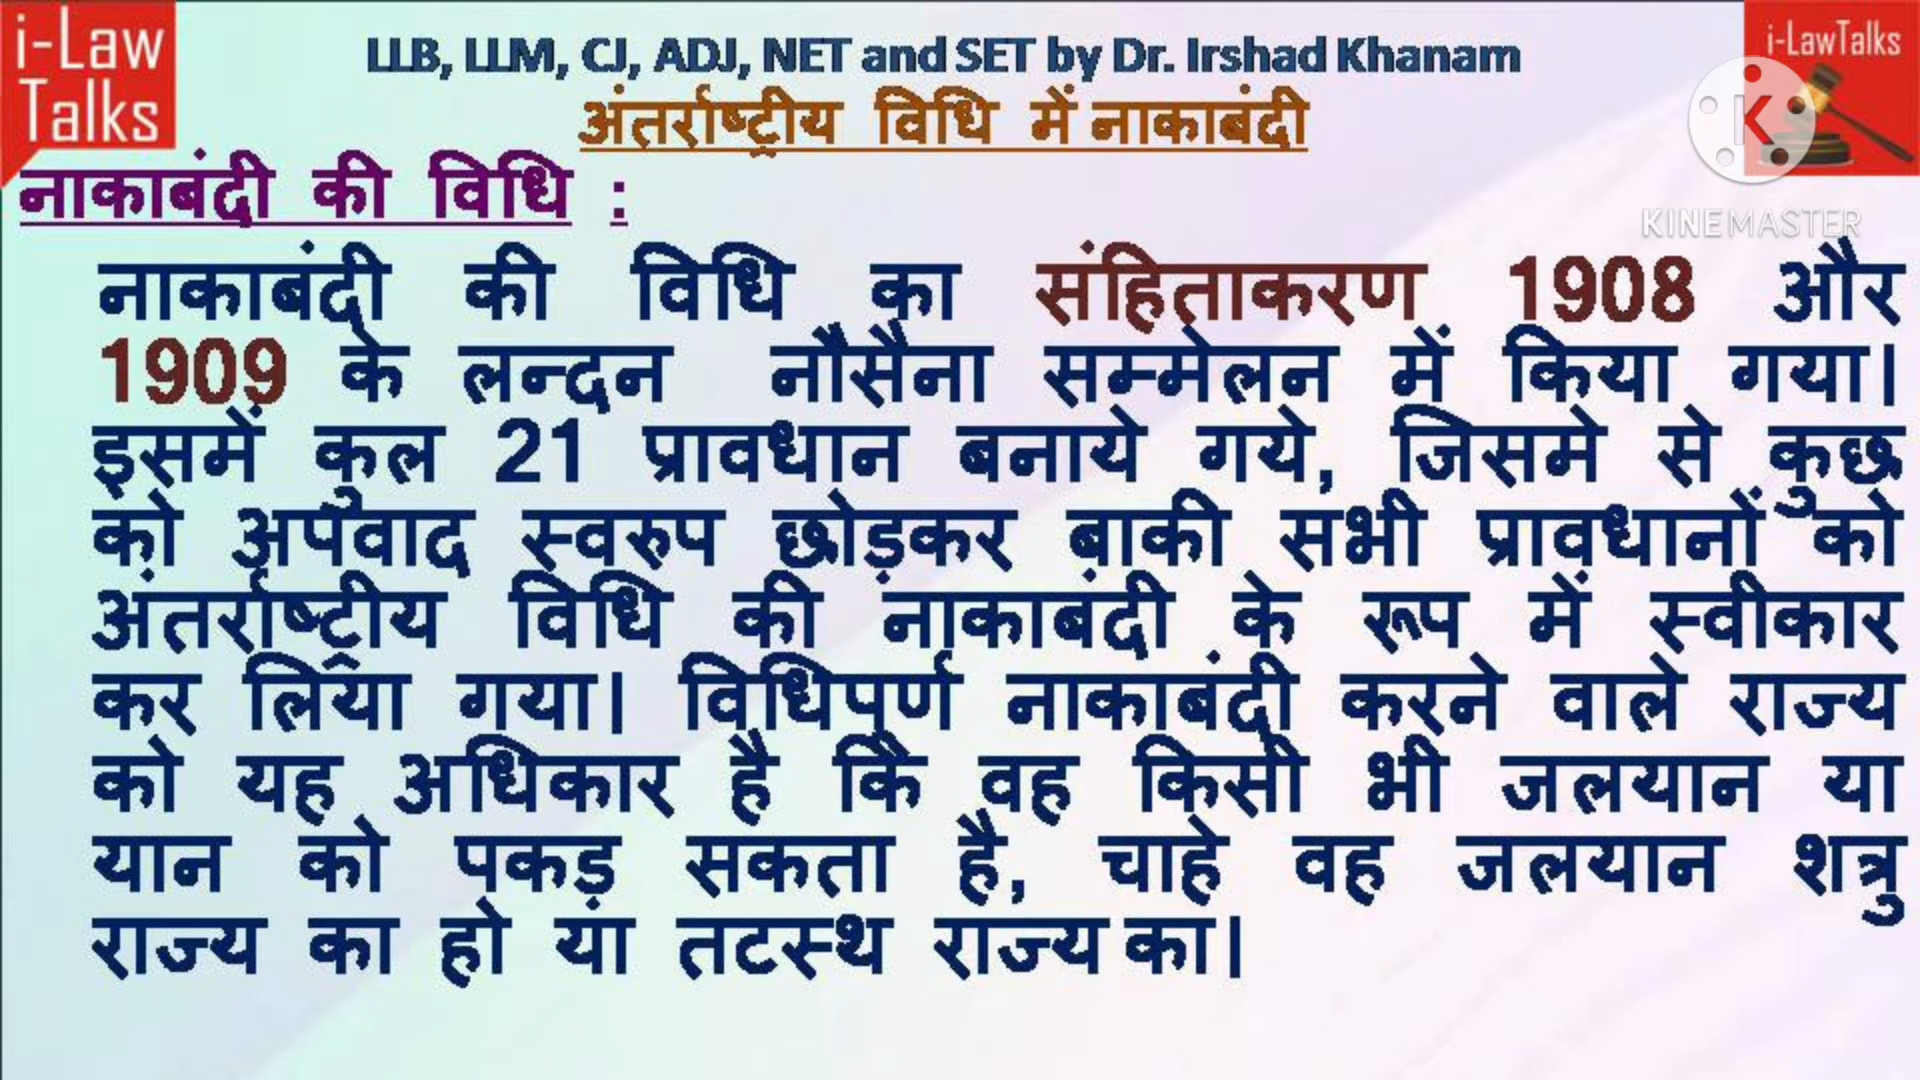 i-Law
Talks
LLB, LLM, CJ, ADJ, NET and SET by Dr. Irshad Khanam
i-LawTalks
K
KINEMASTER
अंतर्राष्ट्रीय विधि में नाकाबंदी
नाकाबंदी की विधि :
नाकाबंदी की विधि का संहिताकरण 1908 और
1909 के लन्दन नौसैना सम्मेलन में किया गया।
इसमें कुल 21 प्रावधान बनाये गये, जिसमे से कुछ
को अपवाद स्वरुप छोड़कर बाकी सभी प्रावधानों को
अंतर्राष्ट्रीय विधि की नाकाबंदी के रूप में स्वीकार
कर लिया गया। विधिपूर्ण नाकाबंदी करने वाले राज्य
को यह अधिकार है कि वह किसी भी जलयान या
यान को पकड़ सकता है, चाहे वह जलयान शत्रु
राज्य का हो या तटस्थ राज्य का।